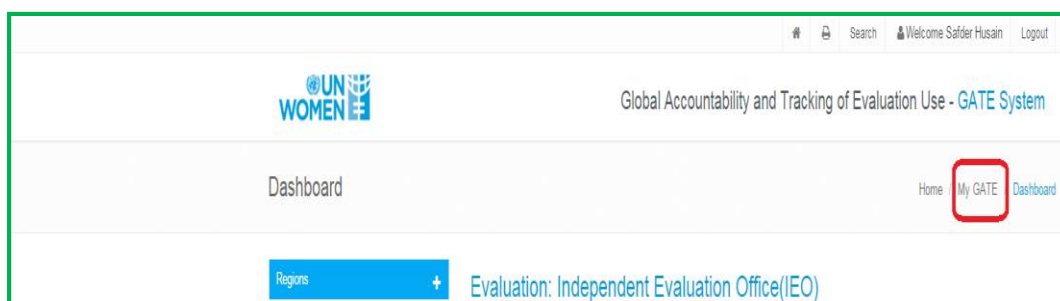 Search Welcome Safder Husain Logout
UN
WOMEN
Global Accountability and Tracking of Evaluation Use - GATE System
Dashboard
Home / My GATE / Dashboard
Regions +
Evaluation: Independent Evaluation Office(IEO)